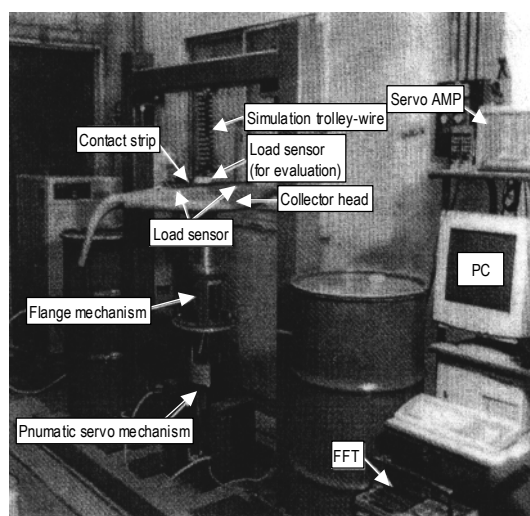 Servo AMP
Simulation trolley-wire
Contact strip
Load sensor
(for evaluation)
Collector head
Load sensor
PC
Flange mechanism
Pnumatic servo mechanism
FFT